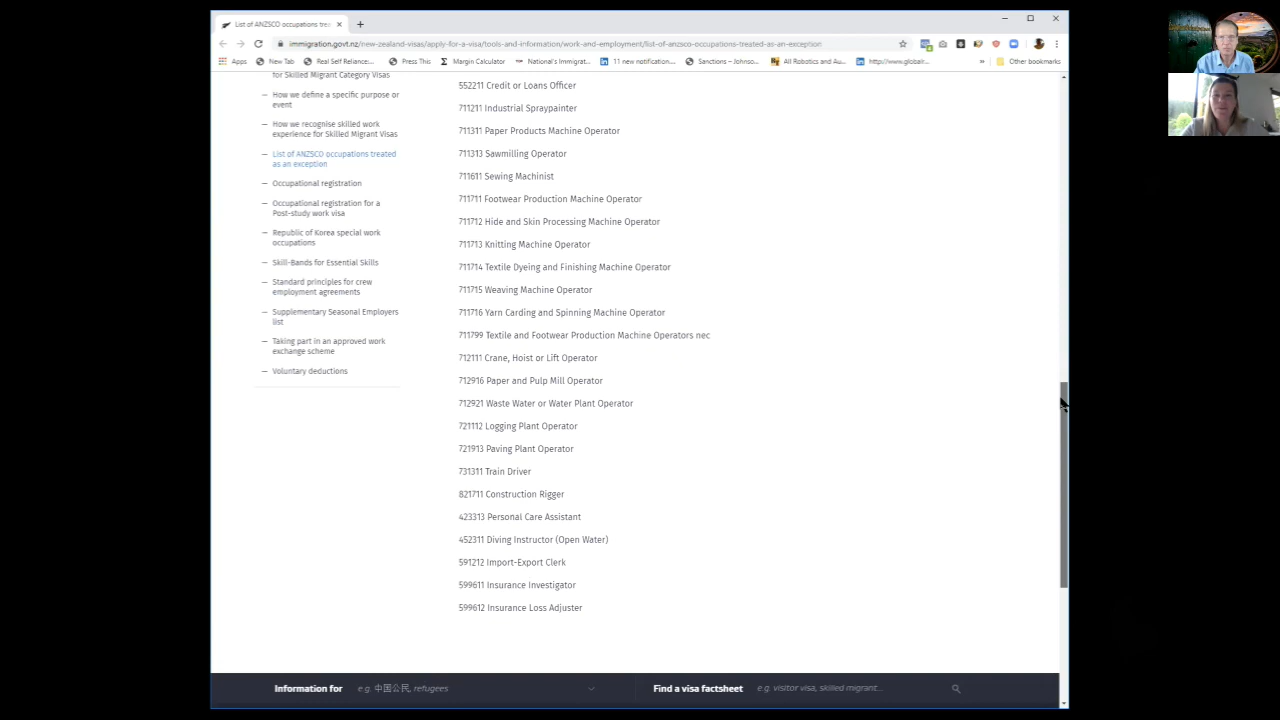 List of ANZSCO occupations trea
immigration.govt.nz/new-zealand-visas/apply-for-a-visa/tools-and-information/work-and-employment/list-of-anzsco-occupations-treated-as-an-exception
Apps
New Tab
Real Self Reliance:...
Press This
Margin Calculator
National's Immigrat...
11 new notification...
Sanctions – Johnso...
All Robotics and Au...
http://www.globalr...
»
Other bookmarks
for Skilled Migrant Category Visas
How we define a specific purpose or
event
How we recognise skilled work
experience for Skilled Migrant Visas
List of ANZSCO occupations treated
as an exception
Occupational registration
Occupational registration for a
Post-study work visa
Republic of Korea special work
occupations
Skill-Bands for Essential Skills
Standard principles for crew
employment agreements
Supplementary Seasonal Employers
list
Taking part in an approved work
exchange scheme
Voluntary deductions
552211 Credit or Loans Officer
711211 Industrial Spraypainter
711311 Paper Products Machine Operator
711313 Sawmilling Operator
711611 Sewing Machinist
711711 Footwear Production Machine Operator
711712 Hide and Skin Processing Machine Operator
711713 Knitting Machine Operator
711714 Textile Dyeing and Finishing Machine Operator
711715 Weaving Machine Operator
711716 Yarn Carding and Spinning Machine Operator
711799 Textile and Footwear Production Machine Operators nec
712111 Crane, Hoist or Lift Operator
712916 Paper and Pulp Mill Operator
712921 Waste Water or Water Plant Operator
721112 Logging Plant Operator
721913 Paving Plant Operator
731311 Train Driver
821711 Construction Rigger
423313 Personal Care Assistant
452311 Diving Instructor (Open Water)
591212 Import-Export Clerk
599611 Insurance Investigator
599612 Insurance Loss Adjuster
Information for
e.g. 中国公民, refugees
Find a visa factsheet
e.g. visitor visa, skilled migrant...